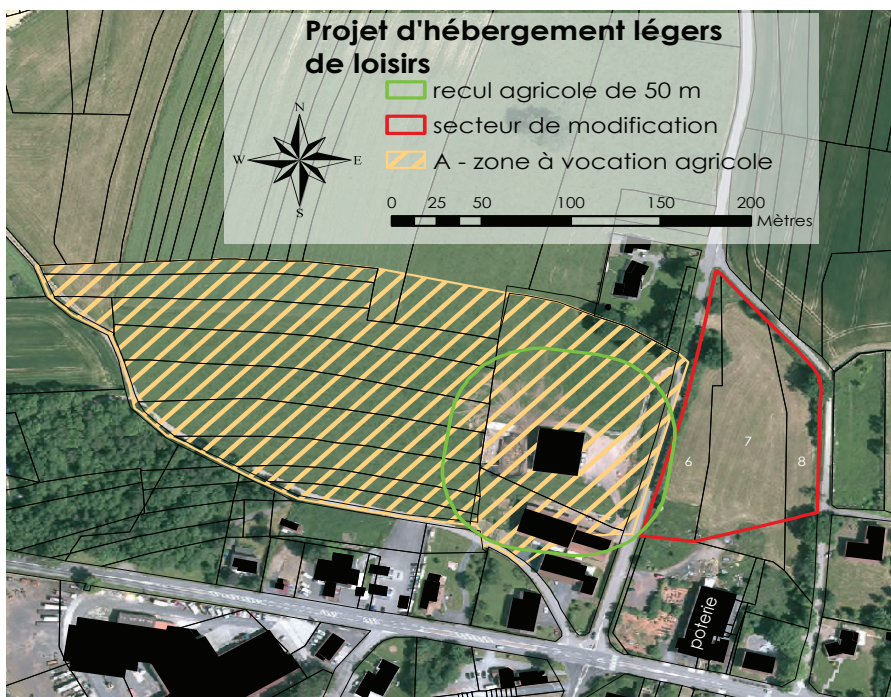 Projet d'hébergement légers
de loisirs
recul agricole de 50 m
secteur de modification
A - zone à vocation agricole
N
W E
S
0 25 50 100 150 200
Mètres
6 7 8
poterie